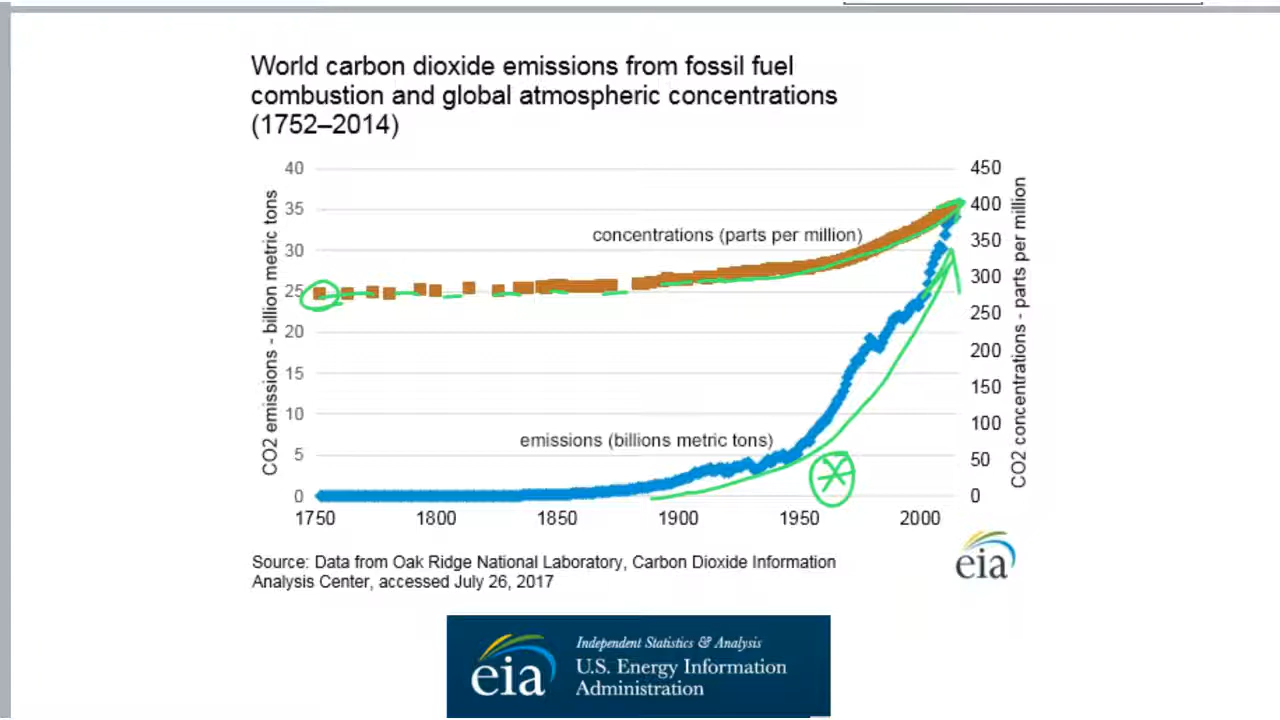 World carbon dioxide emissions from fossil fuel
combustion and global atmospheric concentrations
(1752–2014)
40
35
30
25
20
15
10
5
0
CO2 emissions - billion metric tons
concentrations (parts per million)
emissions (billions metric tons)
450
400
350
300
250
200
150
100
50
0
CO2 concentrations - parts per million
1750 1800 1850 1900 1950 2000
Source: Data from Oak Ridge National Laboratory, Carbon Dioxide Information
Analysis Center, accessed July 26, 2017
eia
eia
Independent Statistics & Analysis
U.S. Energy Information
Administration